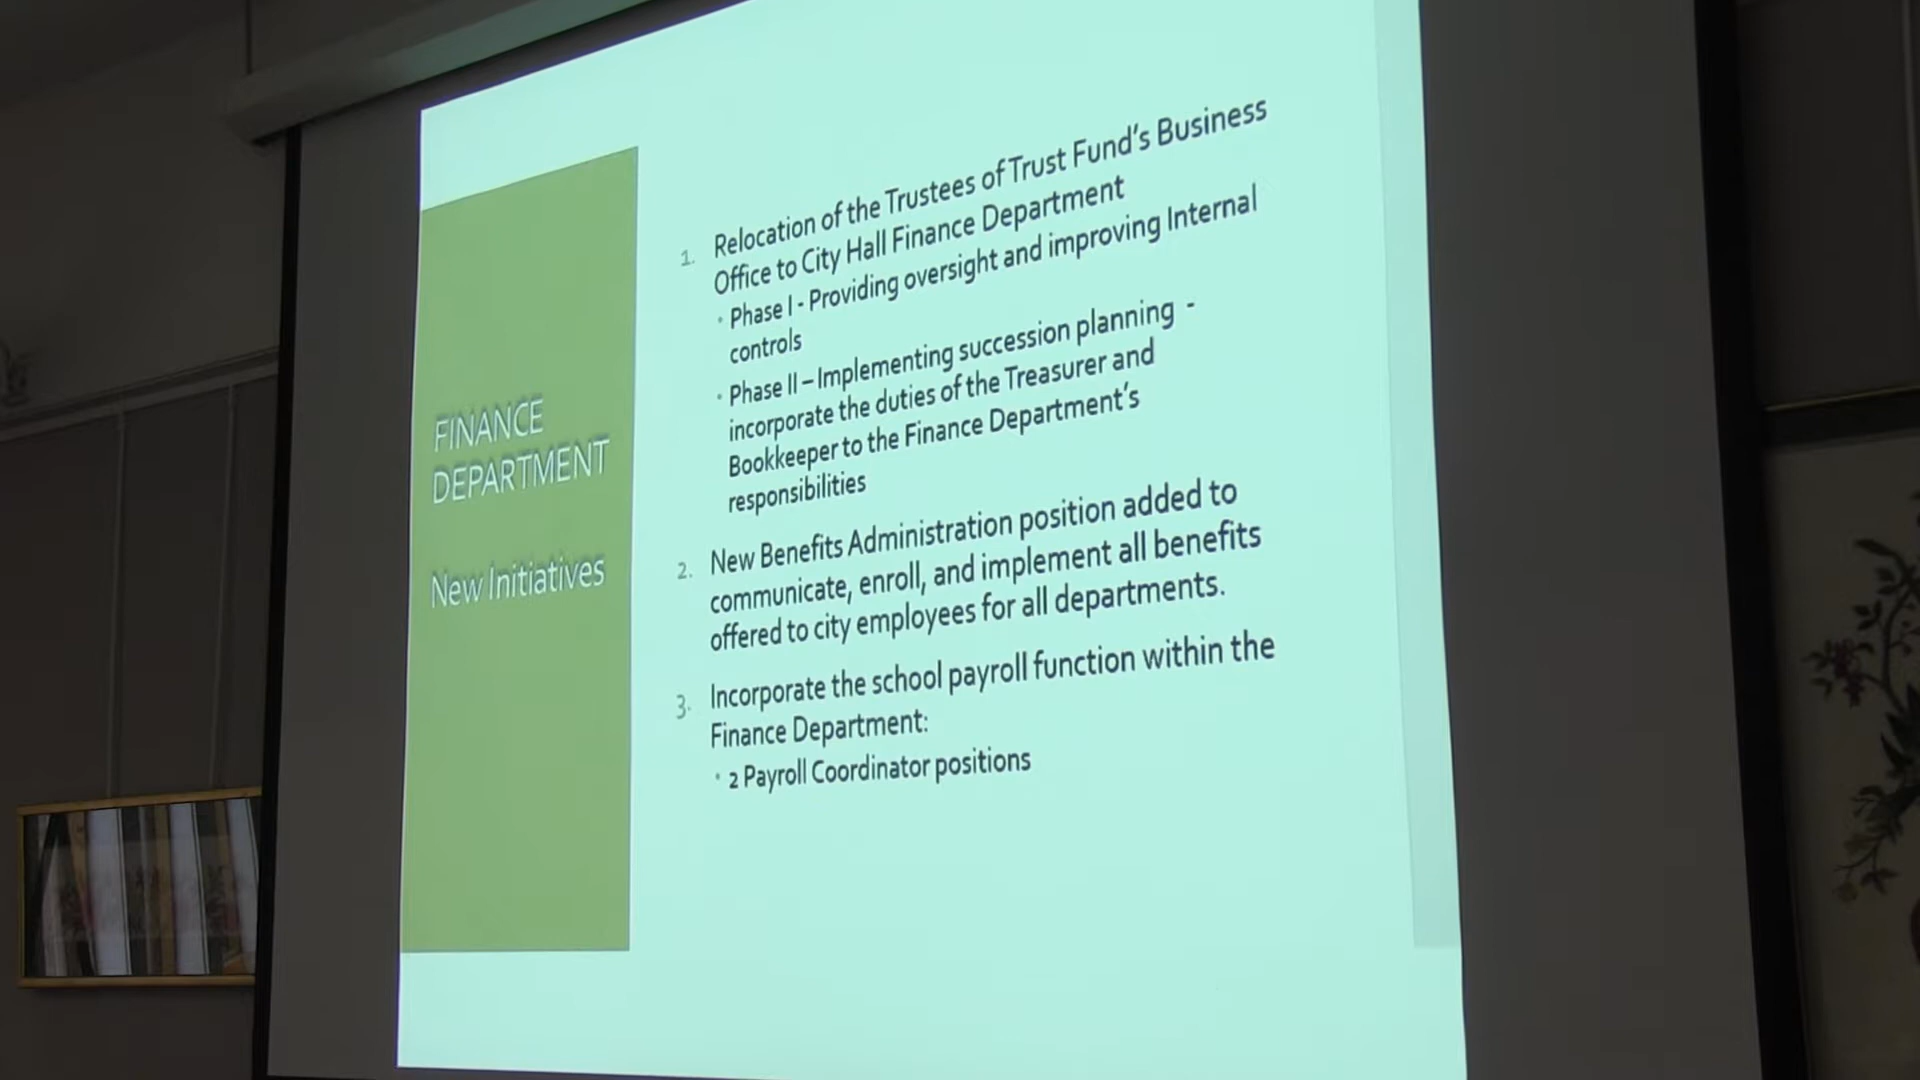 FINANCE
DEPARTMENT
New Initiatives
1. Relocation of the Trustees of Trust Fund's Business
Office to City Hall Finance Department
• Phase I - Providing oversight and improving Internal
controls
• Phase II – Implementing succession planning -
incorporate the duties of the Treasurer and
Bookkeeper to the Finance Department's
responsibilities
2. New Benefits Administration position added to
communicate, enroll, and implement all benefits
offered to city employees for all departments.
3. Incorporate the school payroll function within the
Finance Department:
• 2 Payroll Coordinator positions